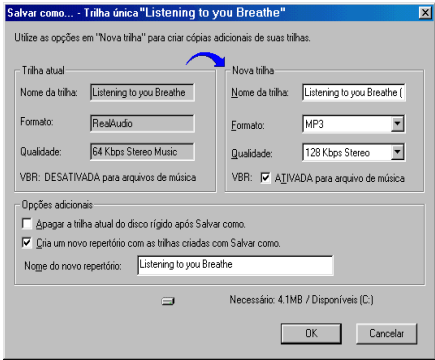 Salvar como... - Trilha única"Listening to you Breathe"
Utilize as opções em "Nova trilha" para criar cópias adicionais de suas trilhas.
Trilha atual
Nome da trilha: Listening to you Breathe
Formato: RealAudio
Qualidade: 64 Kbps Stereo Music
VBR: DESATIVADA para arquivos de música
Nova trilha
Nome da trilha: Listening to you Breathe (
Formato: MP3
Qualidade: 128 Kbps Stereo
VBR: ATIVADA para arquivo de música
Opções adicionais
Apagar a trilha atual do disco rígido após Salvar como.
Cria um novo repertório com as trilhas criadas com Salvar como.
Nome do novo repertório: Listening to you Breathe
Necessário: 4.1MB / Disponíveis (C:)
OK Cancelar